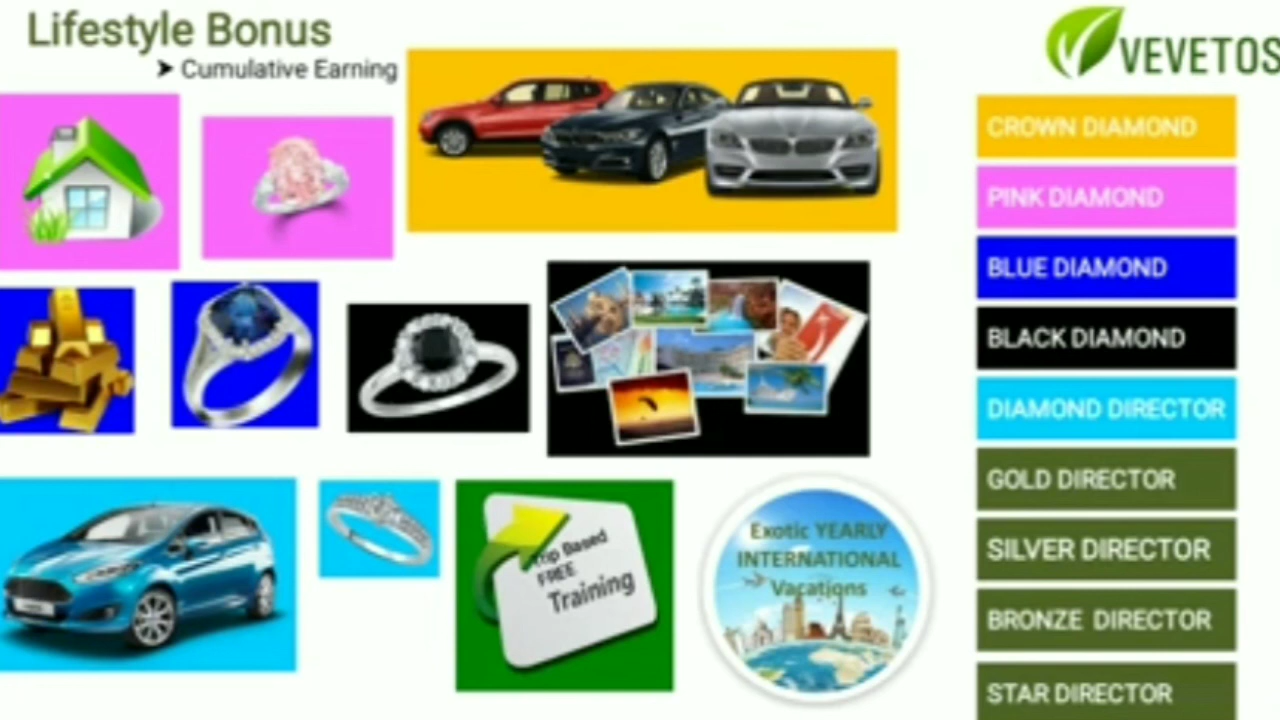 Lifestyle Bonus
➤ Cumulative Earning
VEVETOS
CROWN DIAMOND
PINK DIAMOND
BLUE DIAMOND
BLACK DIAMOND
DIAMOND DIRECTOR
GOLD DIRECTOR
SILVER DIRECTOR
BRONZE DIRECTOR
STAR DIRECTOR
Trip Based
FREE
Training
Exotic YEARLY
INTERNATIONAL
Vacations